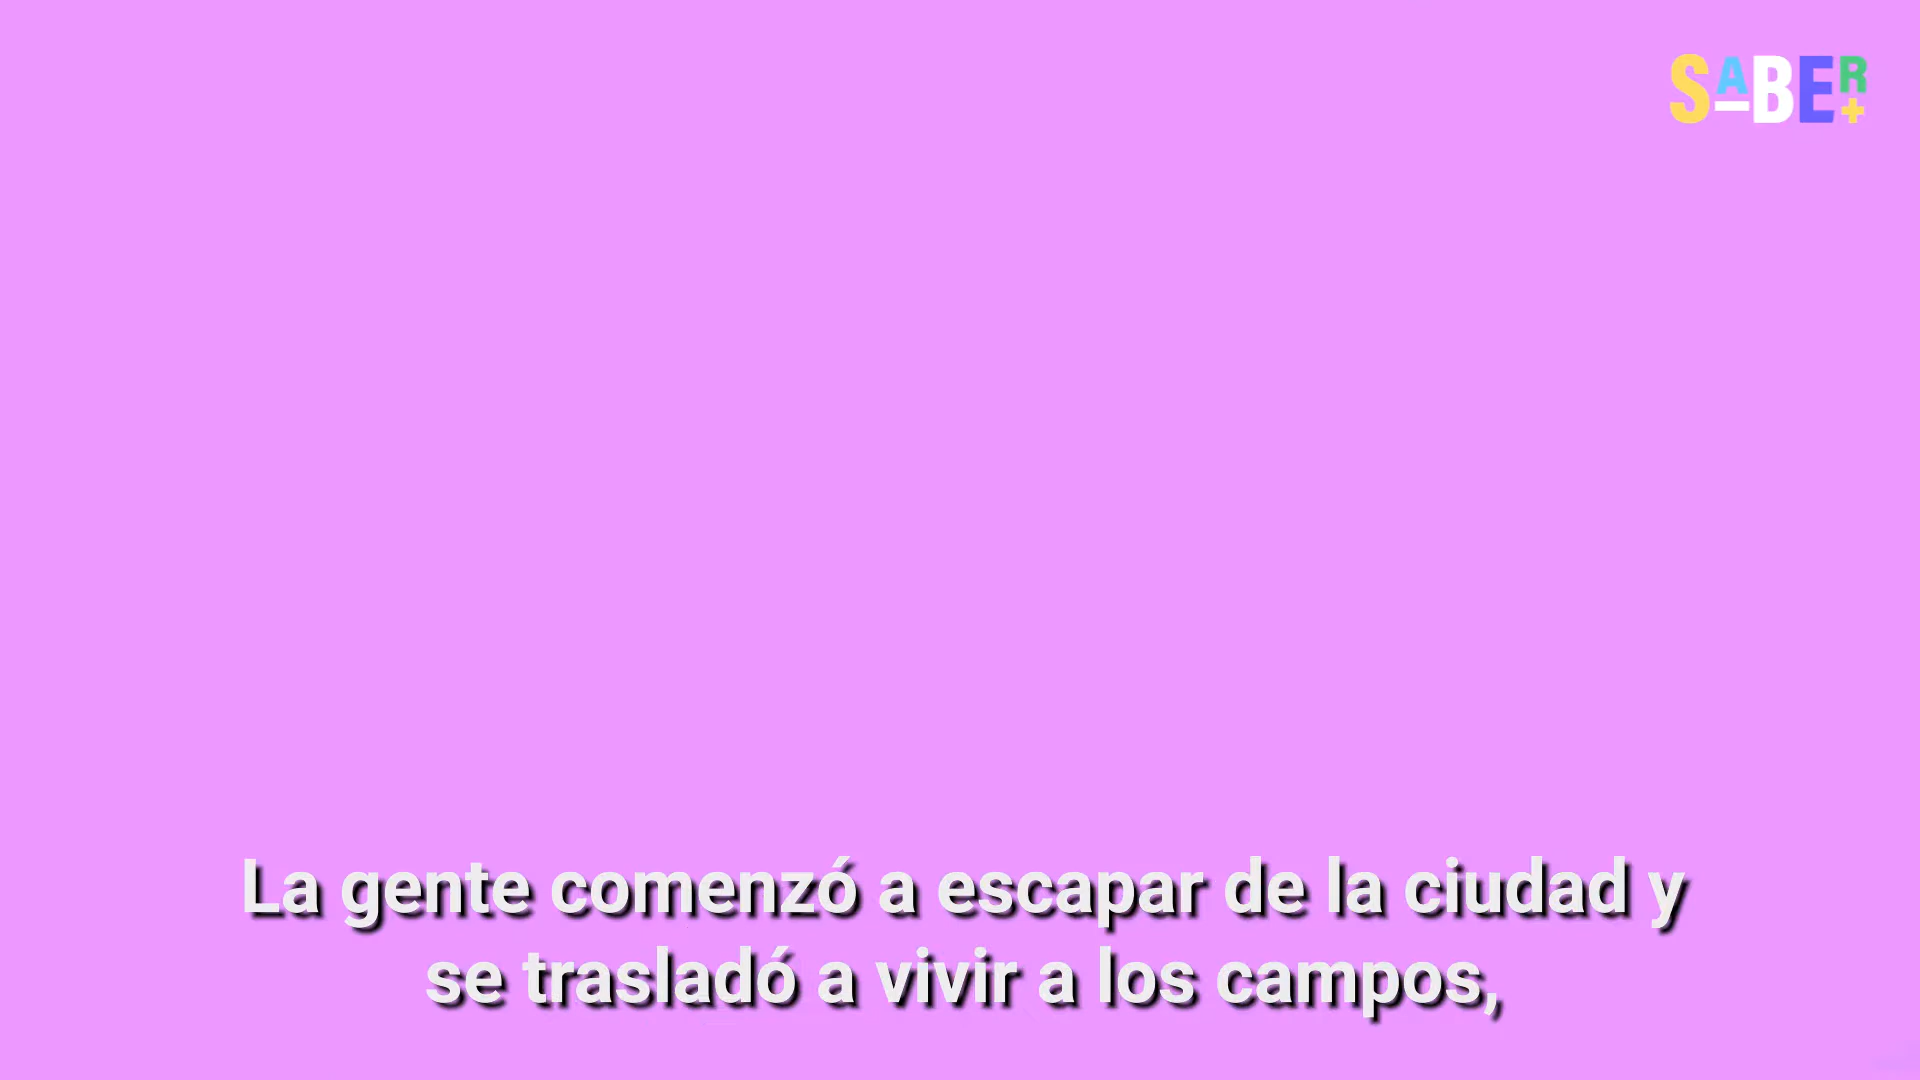 SABER+
La gente comenzó a escapar de la ciudad y
se trasladó a vivir a los campos,